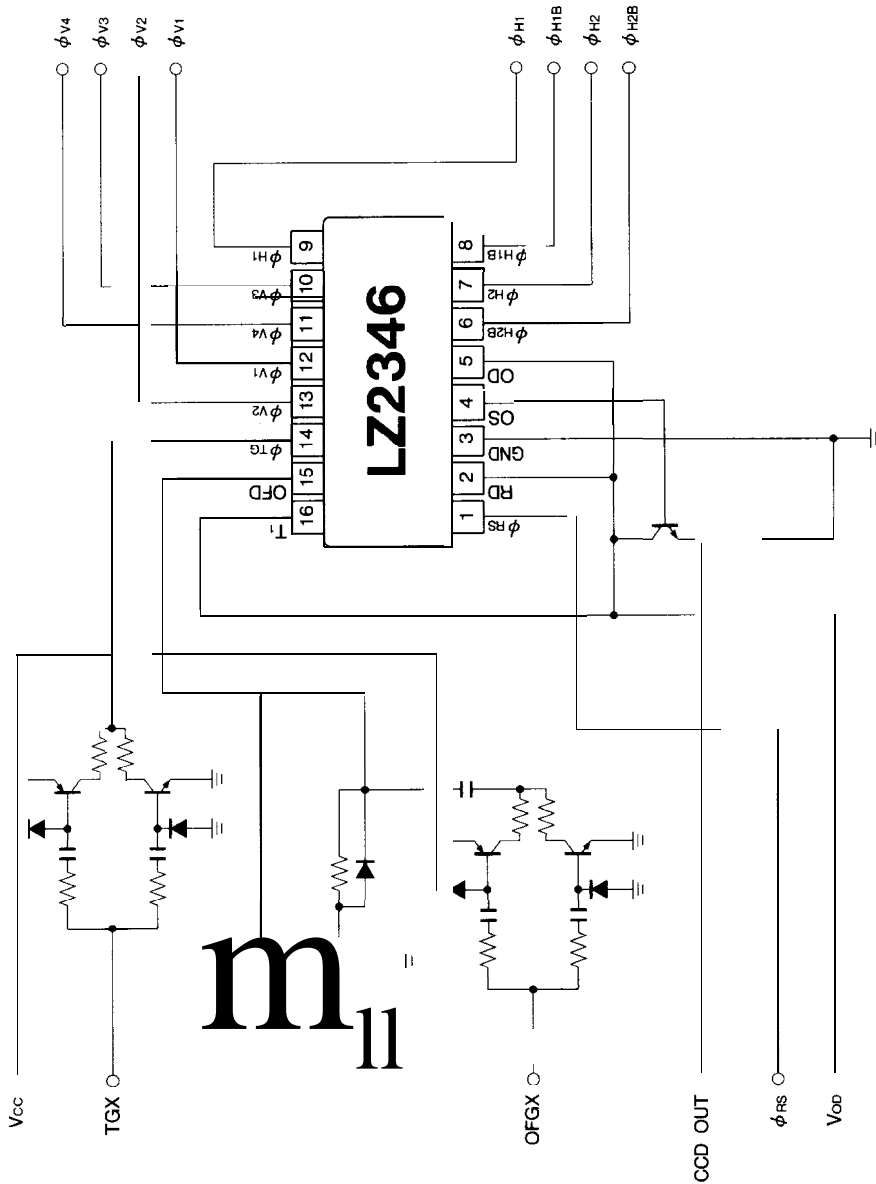 φV4
φV3
φV2
φV1
φH1
φH1B
φH2
φH2B
LZ2346
9 φH1
10 φV3
11 φV4
12 φV1
13 φV2
14 φTG
15 OFD
16 T1
8 φH1B
7 φH2
6 φH2B
5 OD
4 OS
3 GND
2 RD
1 φRS
m
ll
VCC
TGX
OFGX
CCD OUT
φRS
VOD